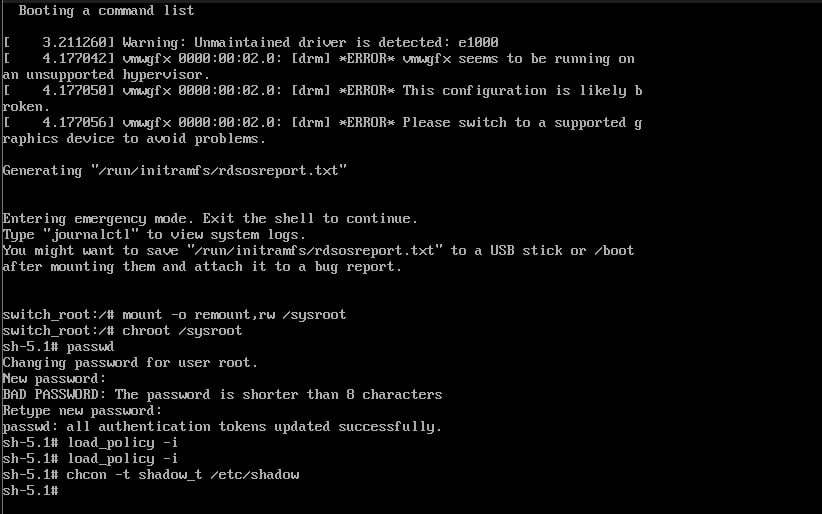 Booting a command list
[    3.211260] Warning: Unmaintained driver is detected: e1000
[    4.177042] vmwgfx 0000:00:02.0: [drm] *ERROR* vmwgfx seems to be running on
an unsupported hypervisor.
[    4.177050] vmwgfx 0000:00:02.0: [drm] *ERROR* This configuration is likely b
roken.
[    4.177056] vmwgfx 0000:00:02.0: [drm] *ERROR* Please switch to a supported g
raphics device to avoid problems.
Generating "/run/initramfs/rdsosreport.txt"
Entering emergency mode. Exit the shell to continue.
Type "journalctl" to view system logs.
You might want to save "/run/initramfs/rdsosreport.txt" to a USB stick or /boot
after mounting them and attach it to a bug report.
switch_root:/# mount -o remount,rw /sysroot
switch_root:/# chroot /sysroot
sh-5.1# passwd
Changing password for user root.
New password:
BAD PASSWORD: The password is shorter than 8 characters
Retype new password:
passwd: all authentication tokens updated successfully.
sh-5.1# load_policy -i
sh-5.1# load_policy -i
sh-5.1# chcon -t shadow_t /etc/shadow
sh-5.1#